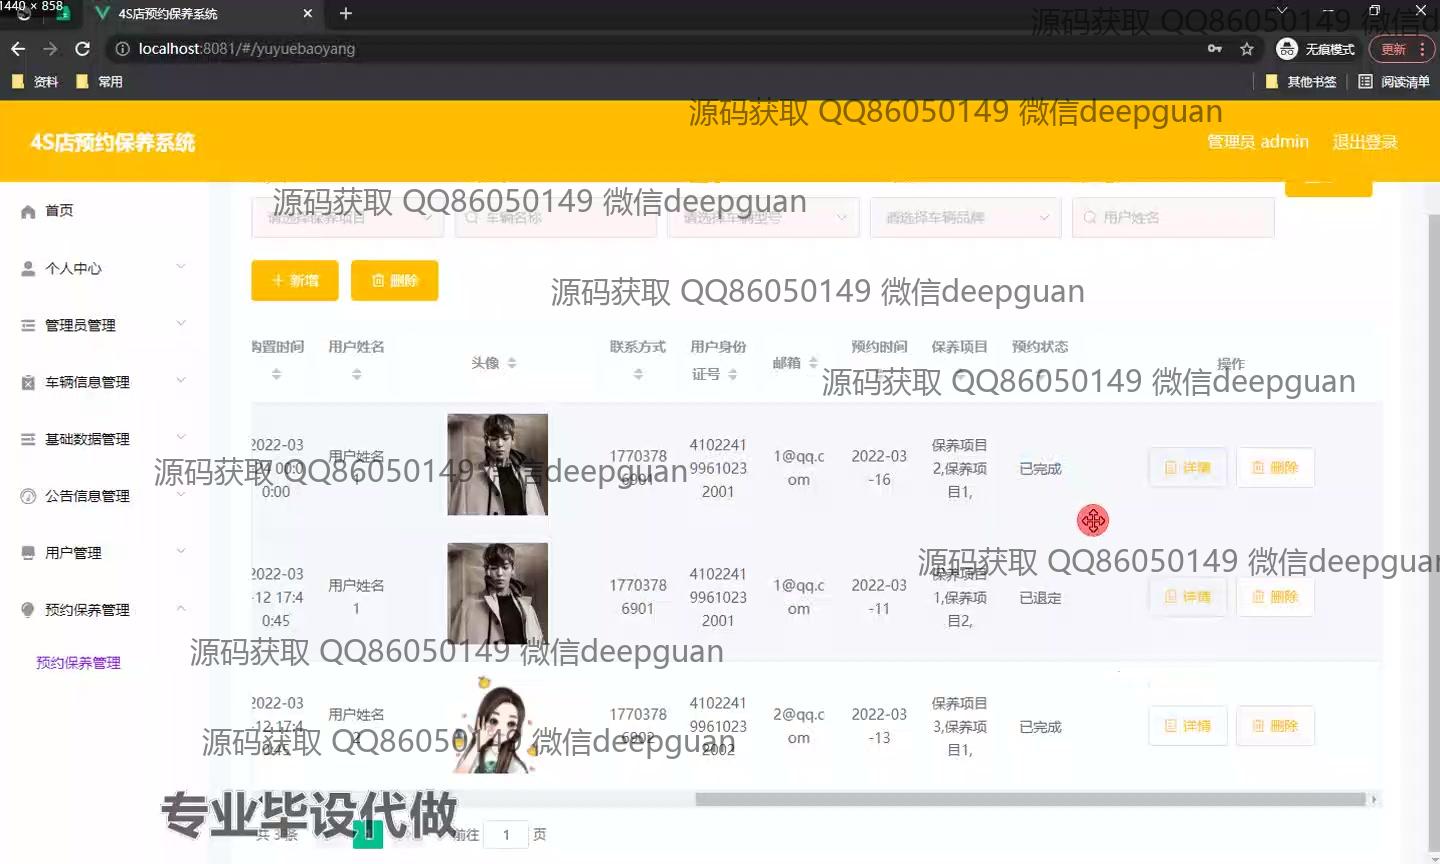 1440 × 858
4S店预约保养系统
源码获取 QQ86050149 微信d
localhost:8081/#/yuyuebaoyang
无痕模式
更新
资料
常用
其他书签
阅读清单
源码获取 QQ86050149 微信deepguan
4S店预约保养系统
管理员 admin
退出登录
源码获取 QQ86050149 微信deepguan
首页
请选择保养项目
车辆名称
请选择车辆型号
请选择车辆品牌
用户姓名
个人中心
+ 新增
删除
源码获取 QQ86050149 微信deepguan
管理员管理
购置时间
用户姓名
头像
联系方式
用户身份证号
邮箱
预约时间
保养项目
预约状态
操作
源码获取 QQ86050149 微信deepguan
车辆信息管理
基础数据管理
2022-03
0:00
用户姓名
1770378
6901
4102241
9961023
2001
1@qq.c
om
2022-03
-16
保养项目
2,保养项
目1,
已完成
详情
删除
源码获取 QQ86050149 微信deepguan
公告信息管理
用户管理
源码获取 QQ86050149 微信deepguan
2022-03
-12 17:4
0:45
用户姓名
1
1770378
6901
4102241
9961023
2001
1@qq.c
om
2022-03
-11
保养项目
1,保养项
目2,
已退定
详情
删除
预约保养管理
源码获取 QQ86050149 微信deepguan
预约保养管理
2022-03
-12 17:4
0:45
用户姓名
2
1770378
6902
4102241
9961023
2002
2@qq.c
om
2022-03
-13
保养项目
3,保养项
目1,
已完成
详情
删除
源码获取 QQ86050149 微信deepguan
专业毕设代做
共 3 条
1
前往
1
页